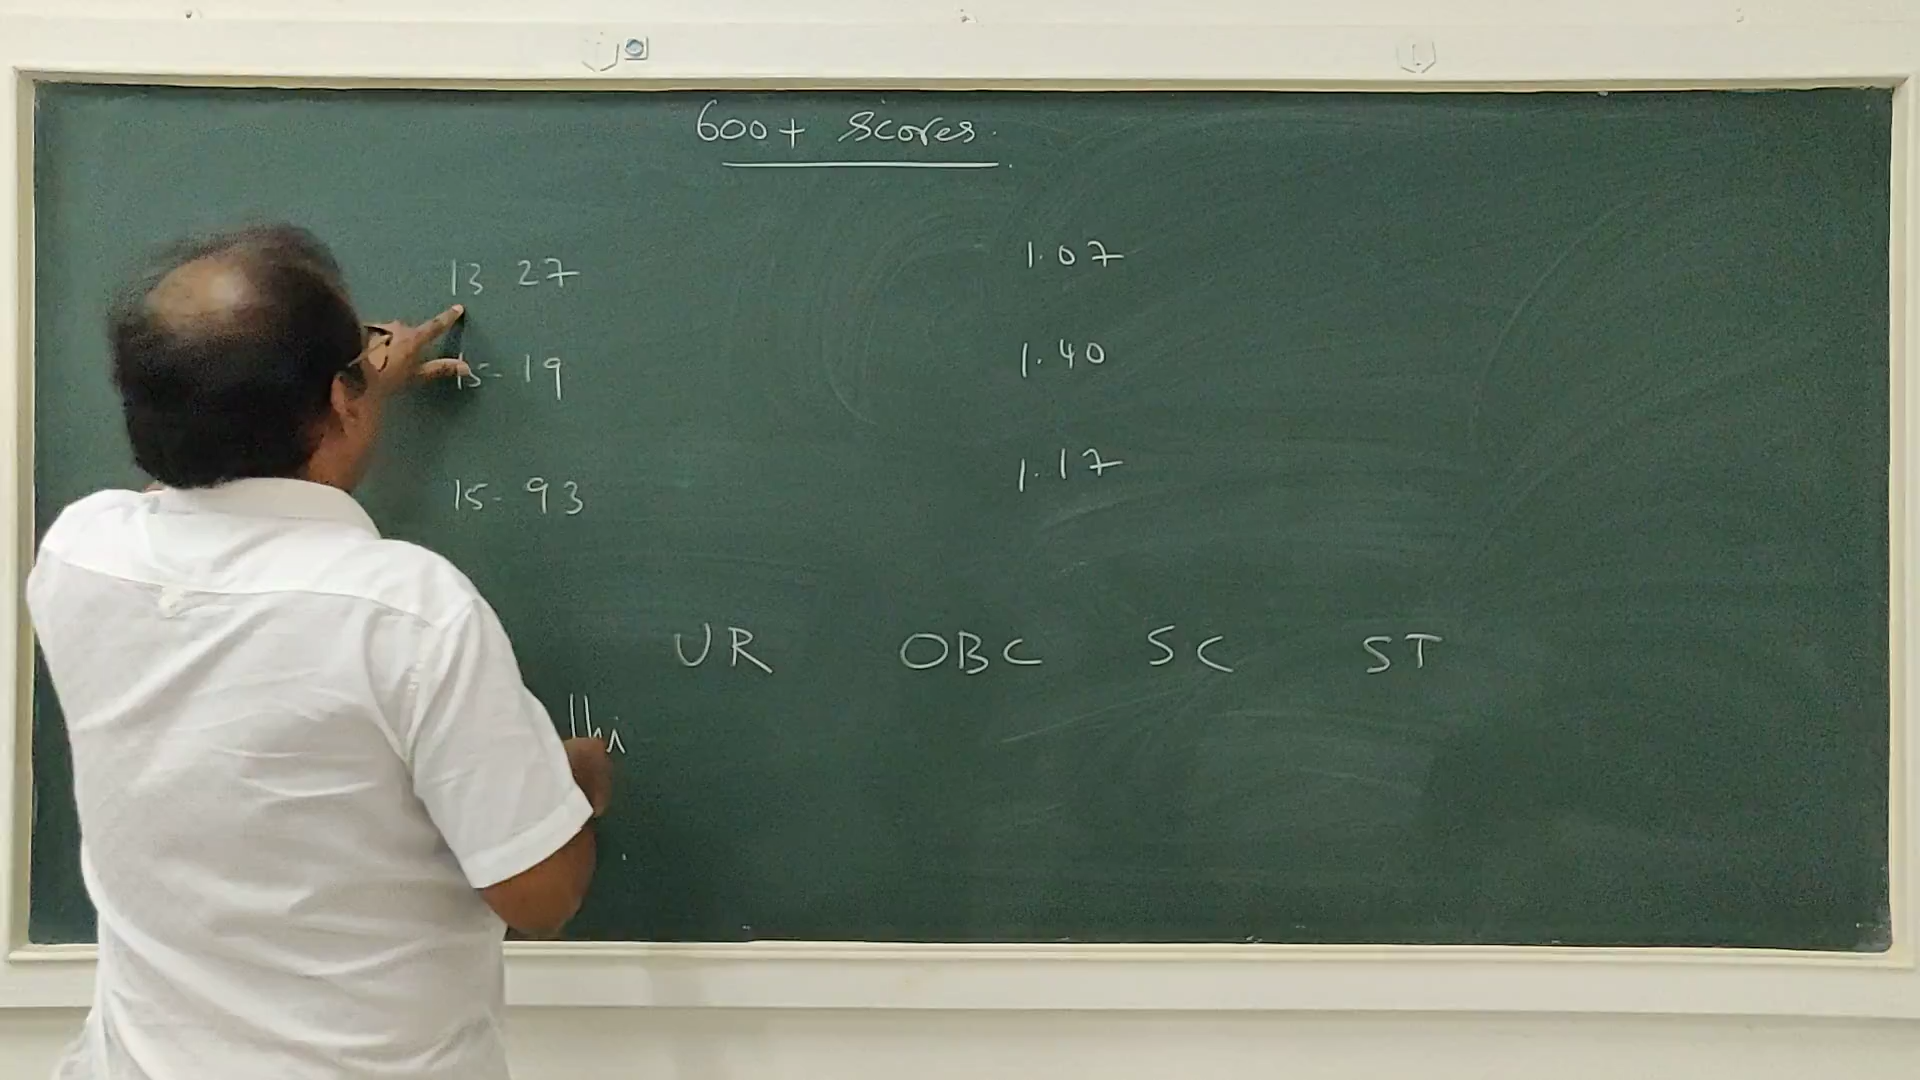 600+ Scores.
13 27 1.07
15- 19 1.40
15- 93 1.17
UR OBC SC ST